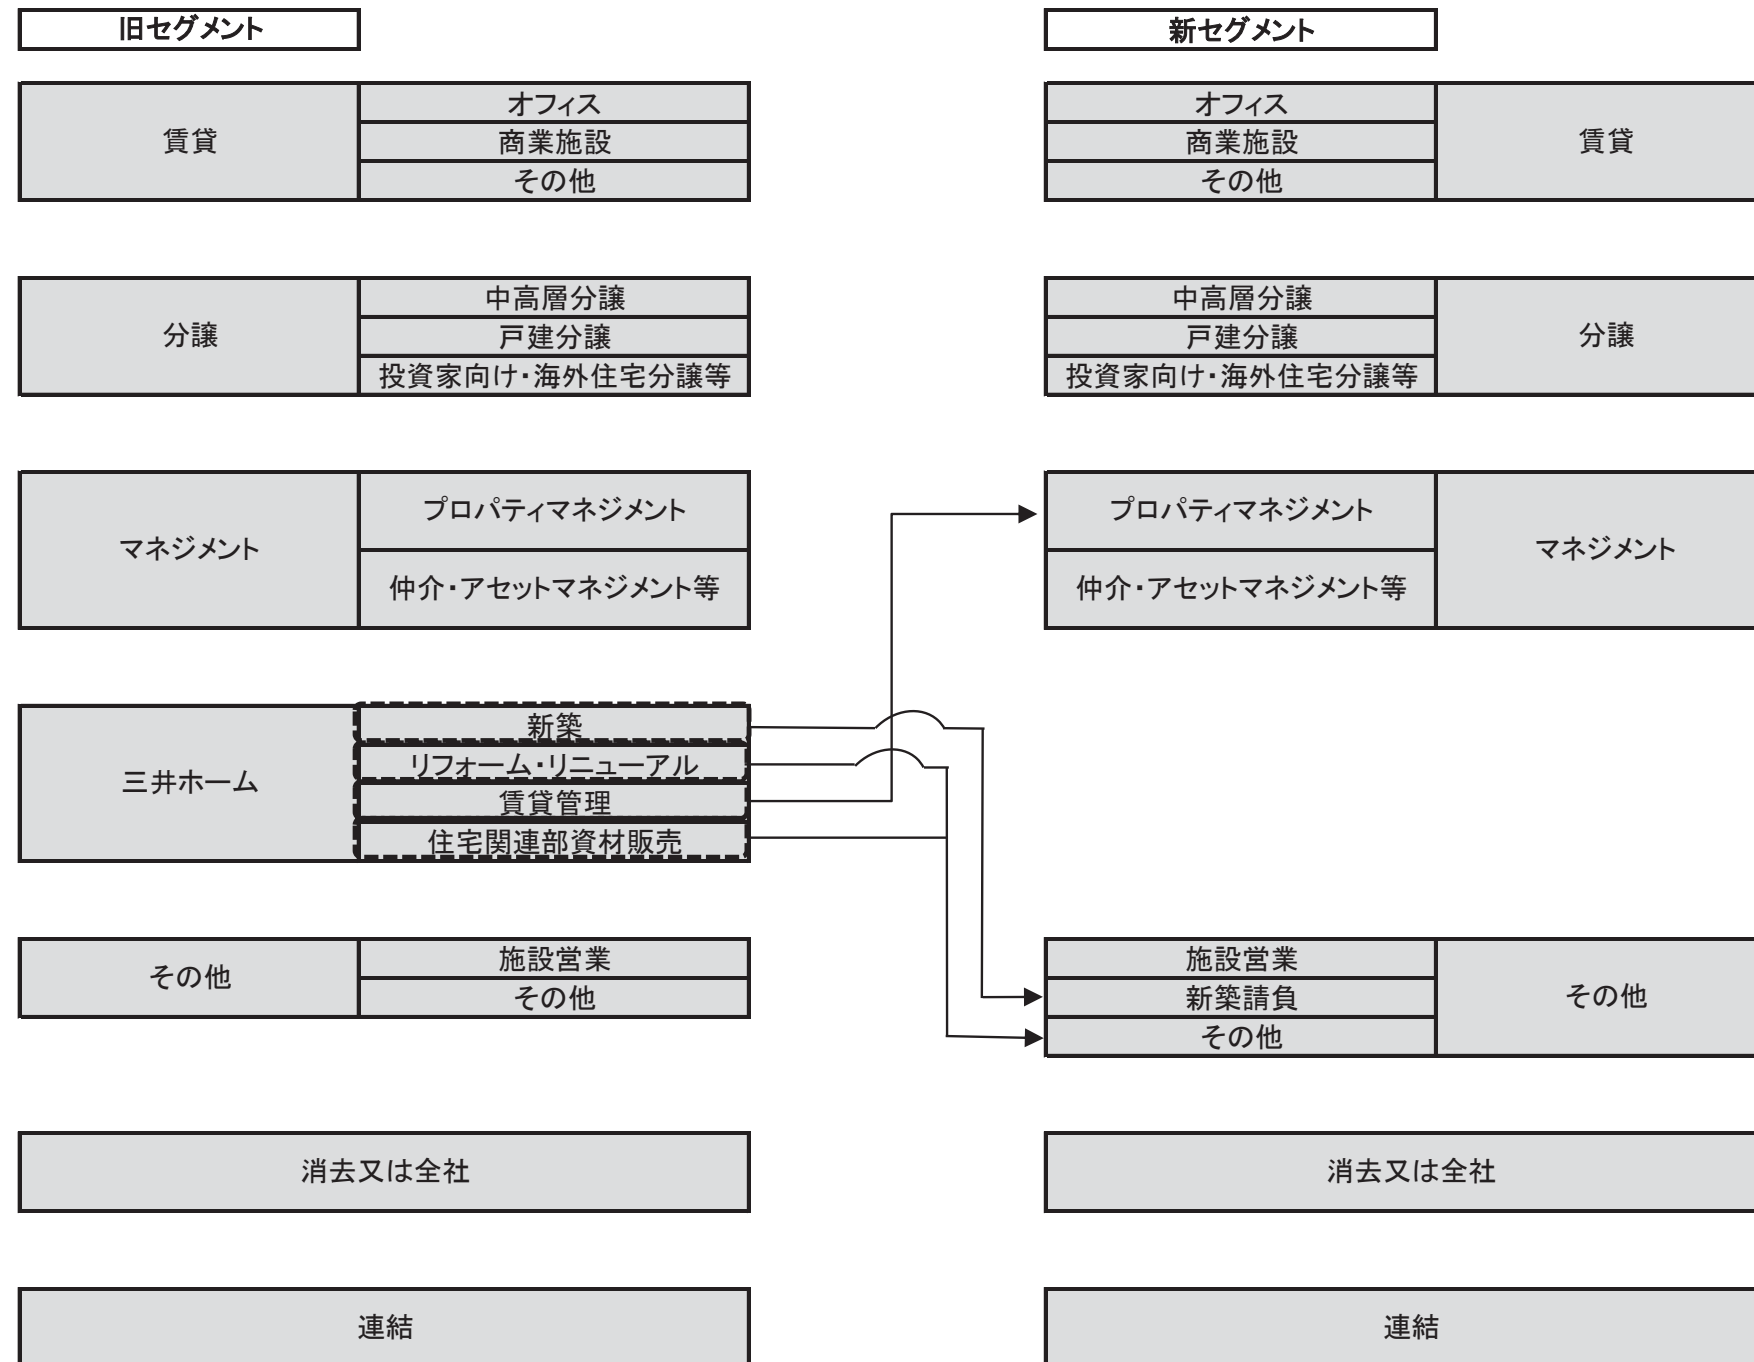 旧セグメント
新セグメント
賃貸
オフィス
商業施設
その他
オフィス
商業施設
その他
賃貸
分譲
中高層分譲
戸建分譲
投資家向け・海外住宅分譲等
中高層分譲
戸建分譲
投資家向け・海外住宅分譲等
分譲
マネジメント
プロパティマネジメント
仲介・アセットマネジメント等
プロパティマネジメント
仲介・アセットマネジメント等
マネジメント
三井ホーム
新築
リフォーム・リニューアル
賃貸管理
住宅関連部資材販売
その他
施設営業
その他
施設営業
新築請負
その他
その他
消去又は全社
消去又は全社
連結
連結